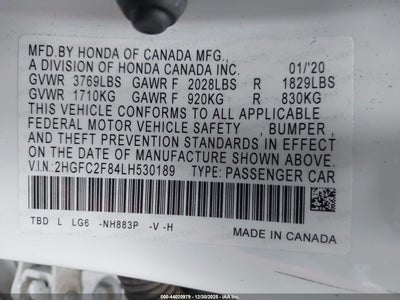 MFD.BY HONDA OF CANADA MFG.,
A DIVISION OF HONDA CANADA INC. 01/'20
GVWR 3769LBS GAWR F 2028LBS R 1829LBS
GVWR 1710KG GAWR F 920KG R 830KG
THIS VEHICLE CONFORMS TO ALL APPLICABLE
FEDERAL MOTOR VEHICLE SAFETY , BUMPER ,
AND THEFT PREVENTION STANDARDS IN EFFECT
ON THE DATE OF MANUFACTURE SHOWN ABOVE.
V.I.N:2HGFC2F84LH530189 TYPE: PASSENGER CAR
TBD L LG6 -NH883P -V-H
MADE IN CANADA
000-44020979 - 12/30/2025 - IAA Inc.